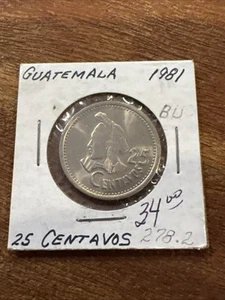 GUATEMALA 1981
BU
25
CENTAVOS
34.00
25 CENTAVOS 278.2